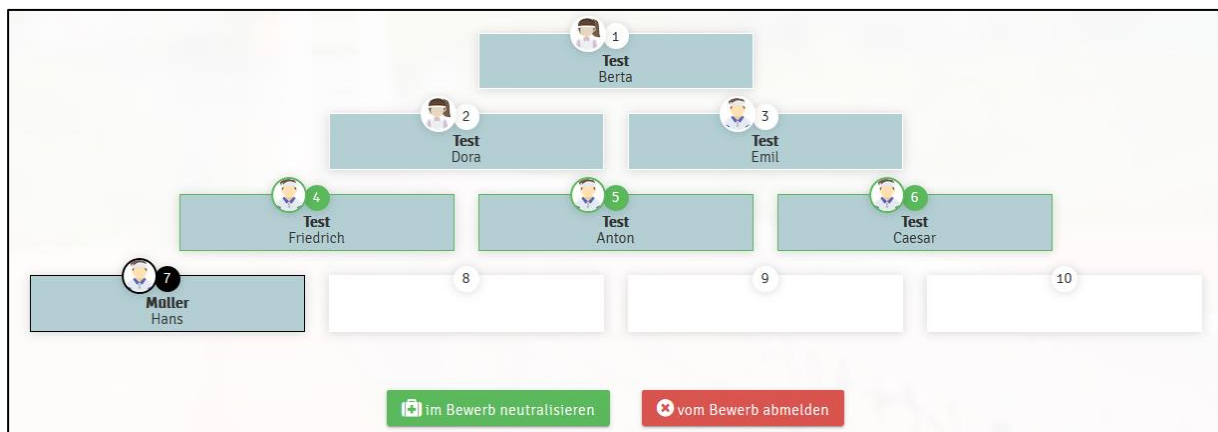 1
Test
Berta
2
Test
Dora
3
Test
Emil
4
Test
Friedrich
5
Test
Anton
6
Test
Caesar
7
Müller
Hans
8
9
10
im Bewerb neutralisieren
vom Bewerb abmelden